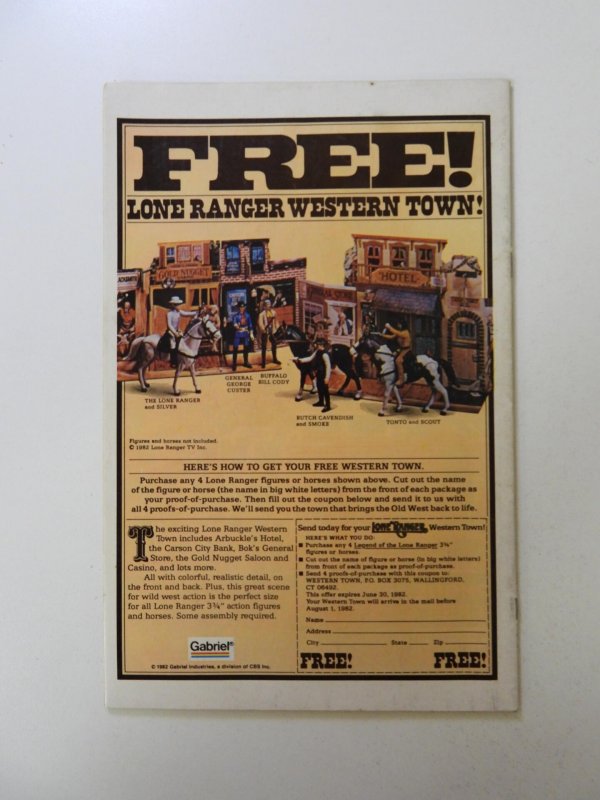 FREE!
LONE RANGER WESTERN TOWN!
GOLD NUGGET
HOTEL
THE LONE RANGER
and SILVER
GENERAL
GEORGE
CUSTER
BUFFALO
BILL CODY
BUTCH CAVENDISH
and SMOKE
TONTO and SCOUT
Figures and horses not included.
© 1982 Lone Ranger TV Inc.
HERE'S HOW TO GET YOUR FREE WESTERN TOWN.
Purchase any 4 Lone Ranger figures or horses shown above. Cut out the name
of the figure or horse (the name in big white letters) from the front of each package as
your proof-of-purchase. Then fill out the coupon below and send it to us with
all 4 proofs-of-purchase. We'll send you the town that brings the Old West back to life.
The exciting Lone Ranger Western
Town includes Arbuckle's Hotel,
the Carson City Bank, Bok's General
Store, the Gold Nugget Saloon and
Casino, and lots more.
All with colorful, realistic detail, on
the front and back. Plus, this great scene
for wild west action is the perfect size
for all Lone Ranger 3¾" action figures
and horses. Some assembly required.
Gabriel®
© 1982 Gabriel Industries, a division of CBS Inc.
Send today for your LONE RANGER Western Town!
HERE'S WHAT YOU DO:
■ Purchase any 4 Legend of the Lone Ranger 3¾"
figures or horses.
■ Cut out the name of figure or horse (in big white letters)
from front of each package as proof-of-purchase.
■ Send 4 proofs-of-purchase with this coupon to:
WESTERN TOWN, P.O. BOX 3075, WALLINGFORD,
CT 06492.
This offer expires June 30, 1982.
Your Western Town will arrive in the mail before
August 1, 1982.
Name
Address
City State Zip
FREE! FREE!